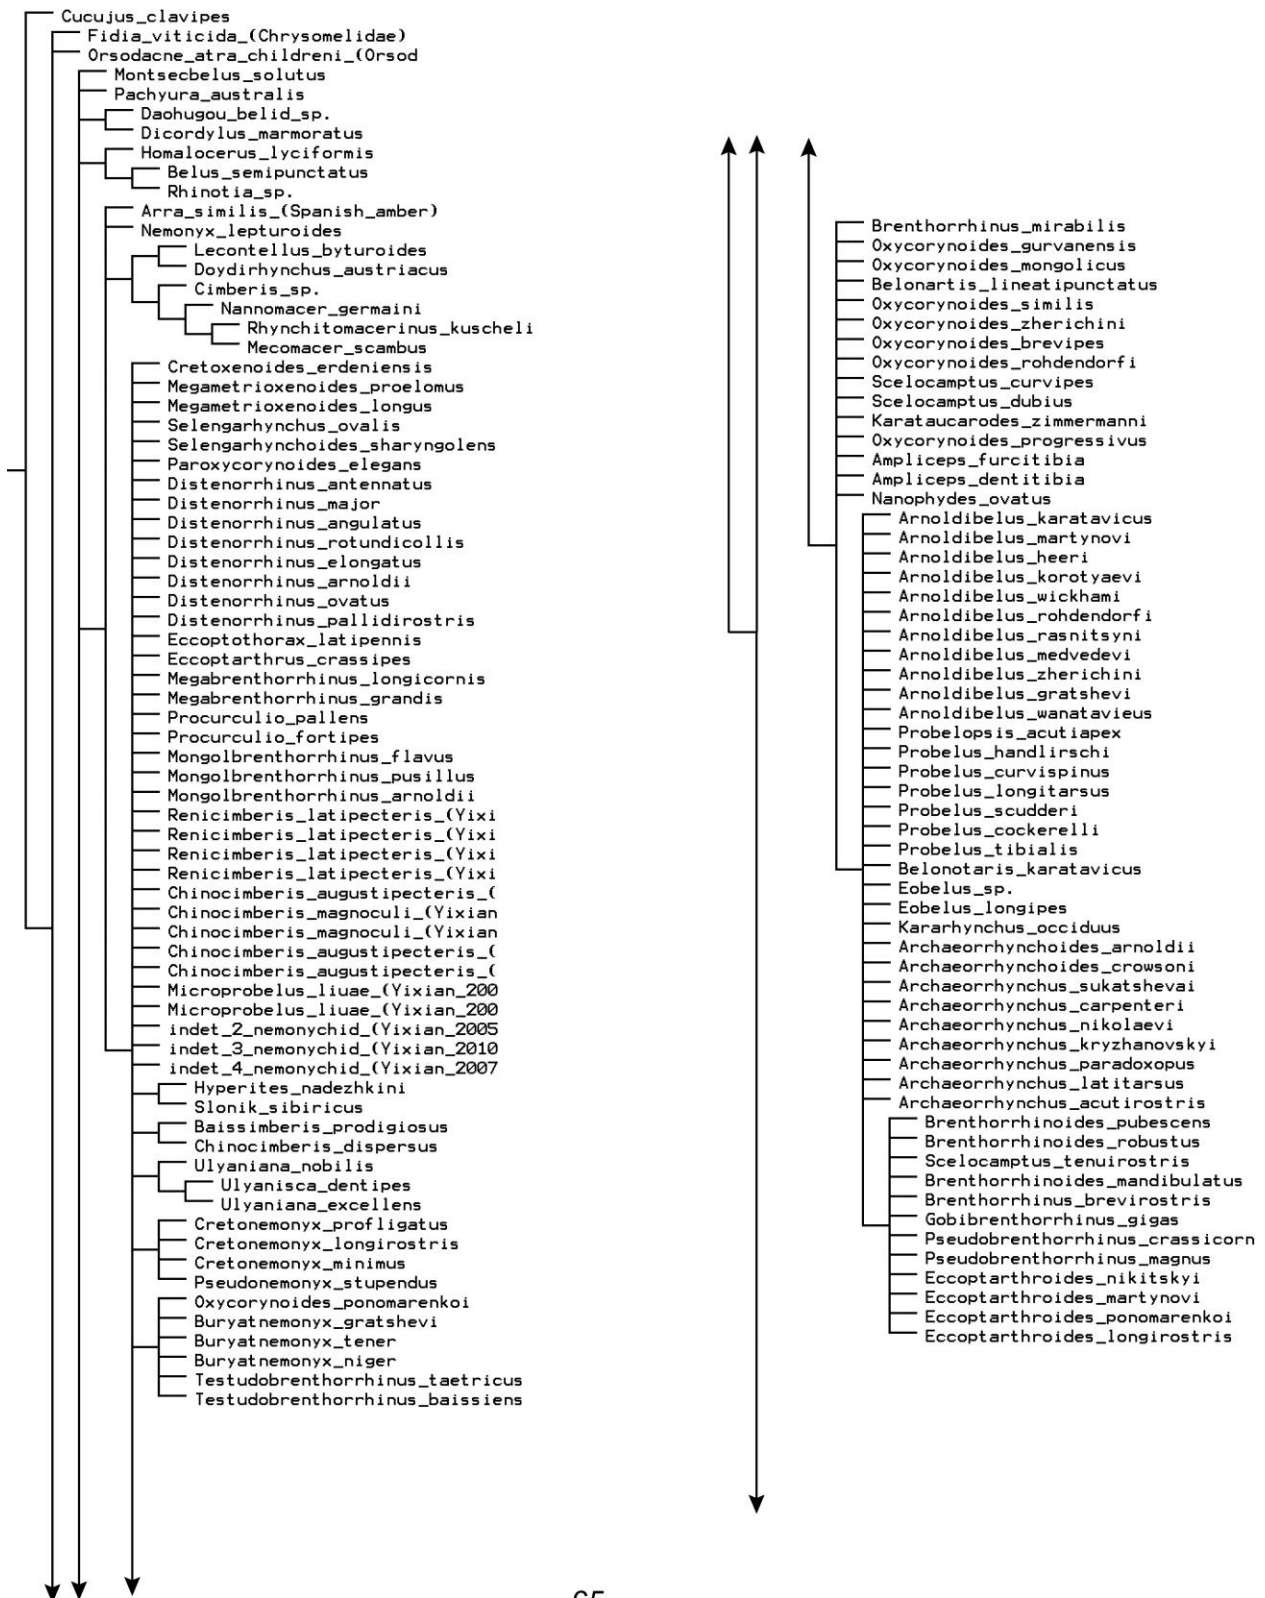 Cucujus_clavipes
Fidia_viticida_(Chrysomelidae)
Orsodacne_atra_childreni_(Orsod
Montsecbelus_solutus
Pachyura_australis
Daohugou_belid_sp.
Dicordylus_marmoratus
Homalocerus_lyciformis
Belus_semipunctatus
Rhinotia_sp.
Arra_similis_(Spanish_amber)
Nemonyx_lepturoides
Lecontellus_byturoides
Doydirhynchus_austriacus
Cimberis_sp.
Nannomacer_germaini
Rhynchitomacerinus_kuscheli
Mecomacer_scambus
Cretoxenoides_erdeniensis
Megametrioxenoides_proelomus
Megametrioxenoides_longus
Selengarhynchus_ovalis
Selengarhynchoides_sharyngolens
Paroxycorynoides_elegans
Distenorrhinus_antennatus
Distenorrhinus_major
Distenorrhinus_angulatus
Distenorrhinus_rotundicollis
Distenorrhinus_elongatus
Distenorrhinus_arnoldii
Distenorrhinus_ovatus
Distenorrhinus_pallidirostris
Eccoptothorax_latipennis
Eccoptarthrus_crassipes
Megabrenthorrhinus_longicornis
Megabrenthorrhinus_grandis
Procurculio_pallens
Procurculio_fortipes
Mongolbrenthorrhinus_flavus
Mongolbrenthorrhinus_pusillus
Mongolbrenthorrhinus_arnoldii
Renicimberis_latipecteris_(Yixi
Renicimberis_latipecteris_(Yixi
Renicimberis_latipecteris_(Yixi
Renicimberis_latipecteris_(Yixi
Chinocimberis_augustipecteris_(
Chinocimberis_magnoculi_(Yixian
Chinocimberis_magnoculi_(Yixian
Chinocimberis_augustipecteris_(
Chinocimberis_augustipecteris_(
Microprobelus_liuae_(Yixian_200
Microprobelus_liuae_(Yixian_200
indet_2_nemonychid_(Yixian_2005
indet_3_nemonychid_(Yixian_2010
indet_4_nemonychid_(Yixian_2007
Hyperites_nadezhkini
Slonik_sibiricus
Baissimberis_prodigiosus
Chinocimberis_dispersus
Ulyaniana_nobilis
Ulyanisca_dentipes
Ulyaniana_excellens
Cretonemonyx_profligatus
Cretonemonyx_longirostris
Cretonemonyx_minimus
Pseudonemonyx_stupendus
Oxycorynoides_ponomarenkoi
Buryatnemonyx_gratshevi
Buryatnemonyx_tener
Buryatnemonyx_niger
Testudobrenthorrhinus_taetricus
Testudobrenthorrhinus_baissiens
Brenthorrhinus_mirabilis
Oxycorynoides_gurvanensis
Oxycorynoides_mongolicus
Belonartis_lineatipunctatus
Oxycorynoides_similis
Oxycorynoides_zherichini
Oxycorynoides_brevipes
Oxycorynoides_rohdendorfi
Scelocamptus_curvipes
Scelocamptus_dubius
Karataucarodes_zimmermanni
Oxycorynoides_progressivus
Ampliceps_furcitibia
Ampliceps_dentitibia
Nanophydes_ovatus
Arnoldibelus_karatavicus
Arnoldibelus_martynovi
Arnoldibelus_heeri
Arnoldibelus_korotyaevi
Arnoldibelus_wickhami
Arnoldibelus_rohdendorfi
Arnoldibelus_rasnitsyni
Arnoldibelus_medvedevi
Arnoldibelus_zherichini
Arnoldibelus_gratshevi
Arnoldibelus_wanatavieus
Probelopsis_acutiapex
Probelus_handlirschi
Probelus_curvispinus
Probelus_longitarsus
Probelus_scudderi
Probelus_cockerelli
Probelus_tibialis
Belonotaris_karatavicus
Eobelus_sp.
Eobelus_longipes
Kararhynchus_occiduus
Archaeorrhynchoides_arnoldii
Archaeorrhynchoides_crowsoni
Archaeorrhynchus_sukatshevai
Archaeorrhynchus_carpenteri
Archaeorrhynchus_nikolaevi
Archaeorrhynchus_kryzhanovskyi
Archaeorrhynchus_paradoxopus
Archaeorrhynchus_latitarsus
Archaeorrhynchus_acutirostris
Brenthorrhinoides_pubescens
Brenthorrhinoides_robustus
Scelocamptus_tenuirostris
Brenthorrhinoides_mandibulatus
Brenthorrhinus_brevirostris
Gobibrenthorrhinus_gigas
Pseudobrenthorrhinus_crassicorn
Pseudobrenthorrhinus_magnus
Eccoptarthroides_nikitskyi
Eccoptarthroides_martynovi
Eccoptarthroides_ponomarenkoi
Eccoptarthroides_longirostris